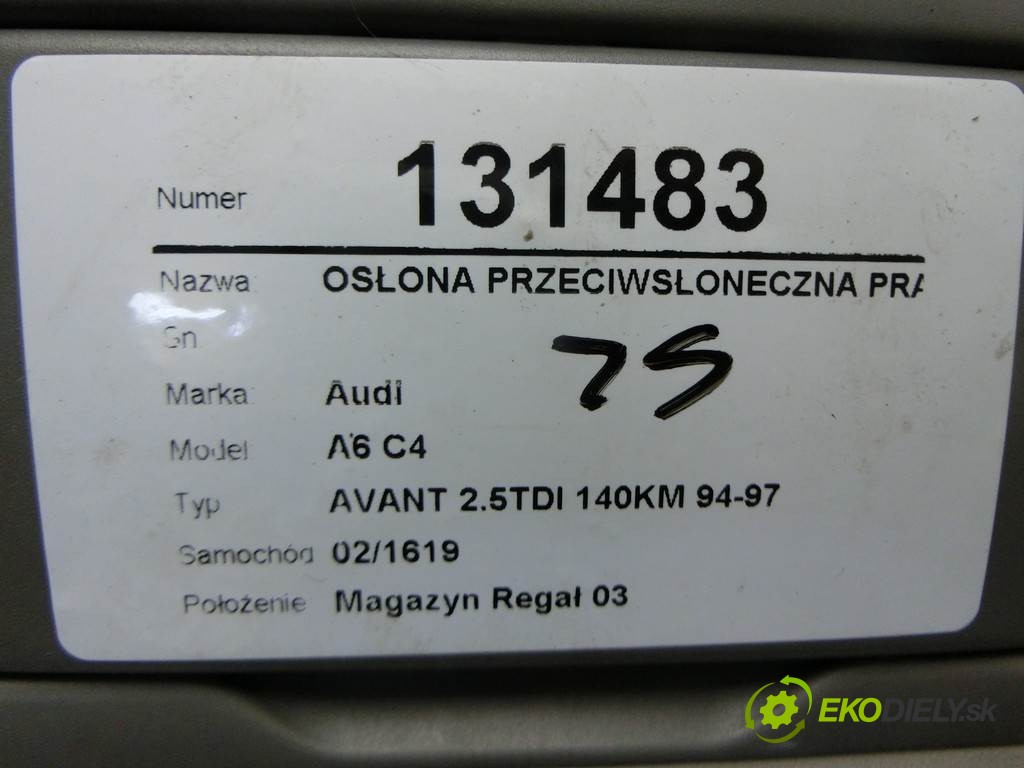 Numer 131483
Nazwa: OSŁONA PRZECIWSŁONECZNA PRA
Sn
75
Marka: Audi
Model A6 C4
Typ AVANT 2.5TDI 140KM 94-97
Samochód 02/1619
Położenie Magazyn Regał 03
EKODIELY.sk